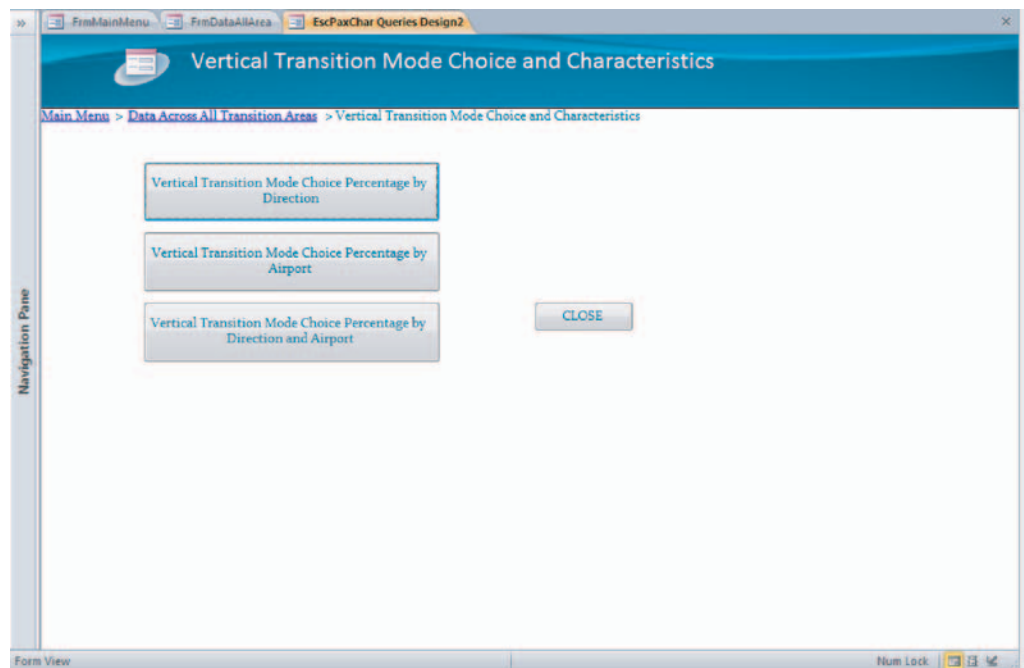 » FrmMainMenu FrmDataAllArea EscPaxChar Queries Design2 ×
Vertical Transition Mode Choice and Characteristics
Main Menu > Data Across All Transition Areas > Vertical Transition Mode Choice and Characteristics
Vertical Transition Mode Choice Percentage by
Direction
Vertical Transition Mode Choice Percentage by
Airport
Vertical Transition Mode Choice Percentage by
Direction and Airport
CLOSE
Navigation Pane
Form View Num Lock